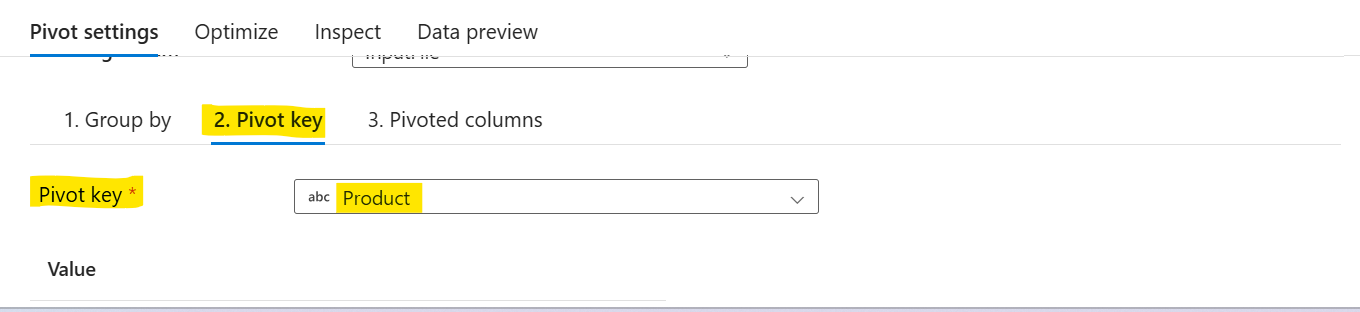 Pivot settings Optimize Inspect Data preview
1. Group by 2. Pivot key 3. Pivoted columns
Pivot key * abc Product
Value